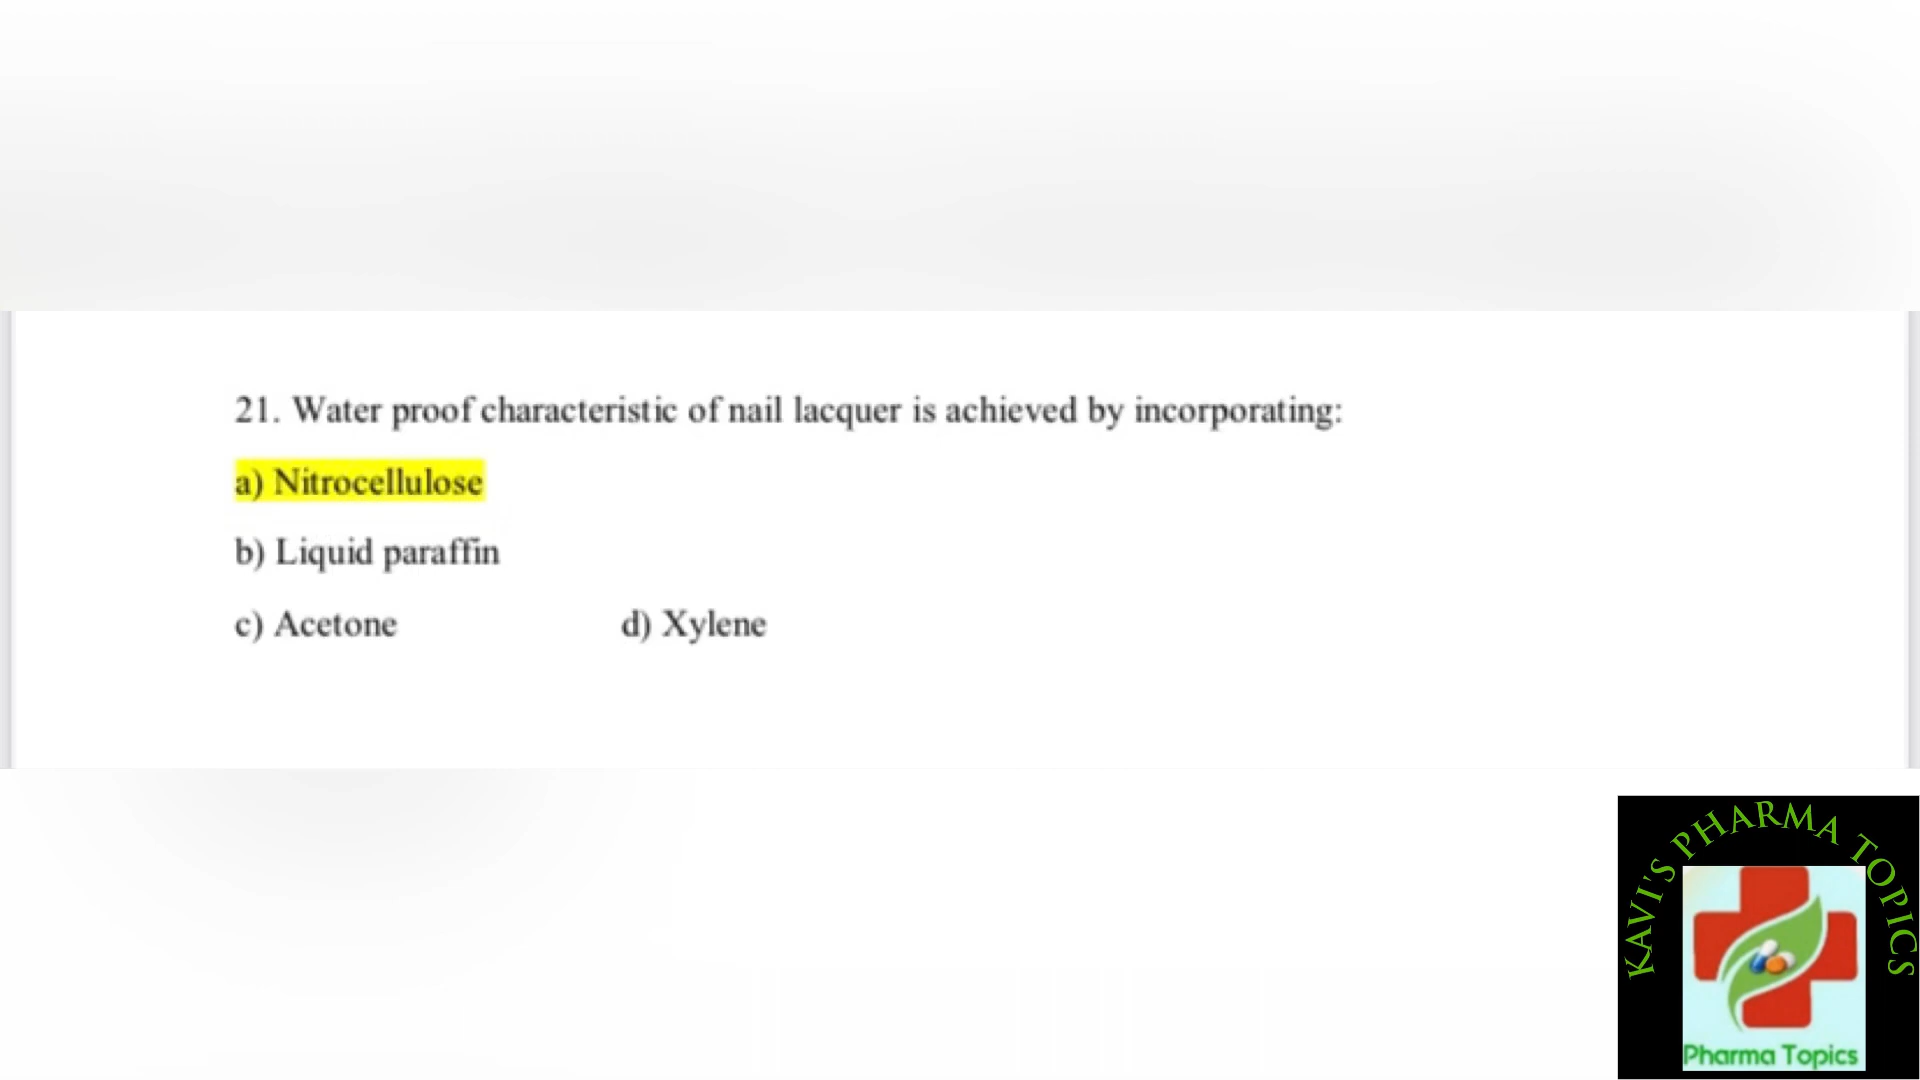 21. Water proof characteristic of nail lacquer is achieved by incorporating:
a) Nitrocellulose
b) Liquid paraffin
c) Acetone d) Xylene
KAVI'S PHARMA TOPICS
Pharma Topics